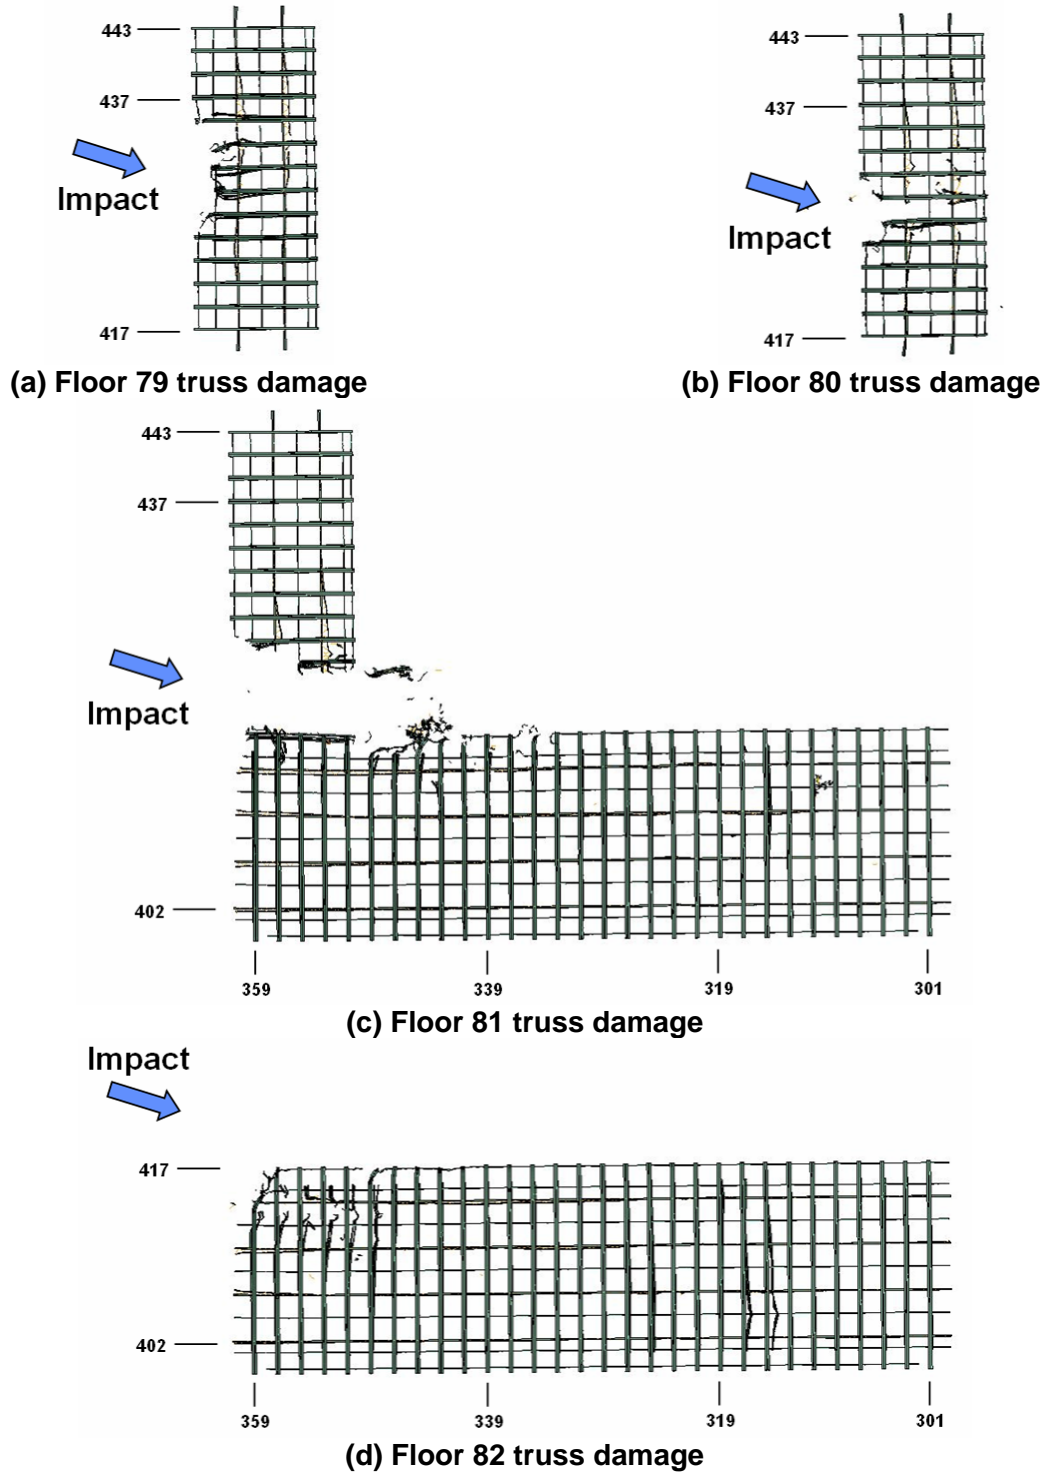 443
437
Impact
417
(a) Floor 79 truss damage
443
437
Impact
417
(b) Floor 80 truss damage
443
437
Impact
402
359 339 319 301
(c) Floor 81 truss damage
Impact
417
402
359 339 319 301
(d) Floor 82 truss damage